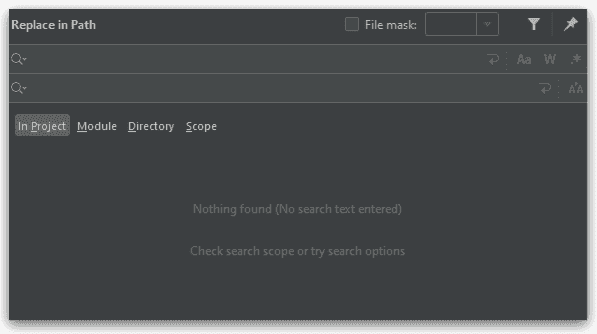 Replace in Path File mask:
Aa W .*
AᴬA
In Project Module Directory Scope
Nothing found (No search text entered)
Check search scope or try search options